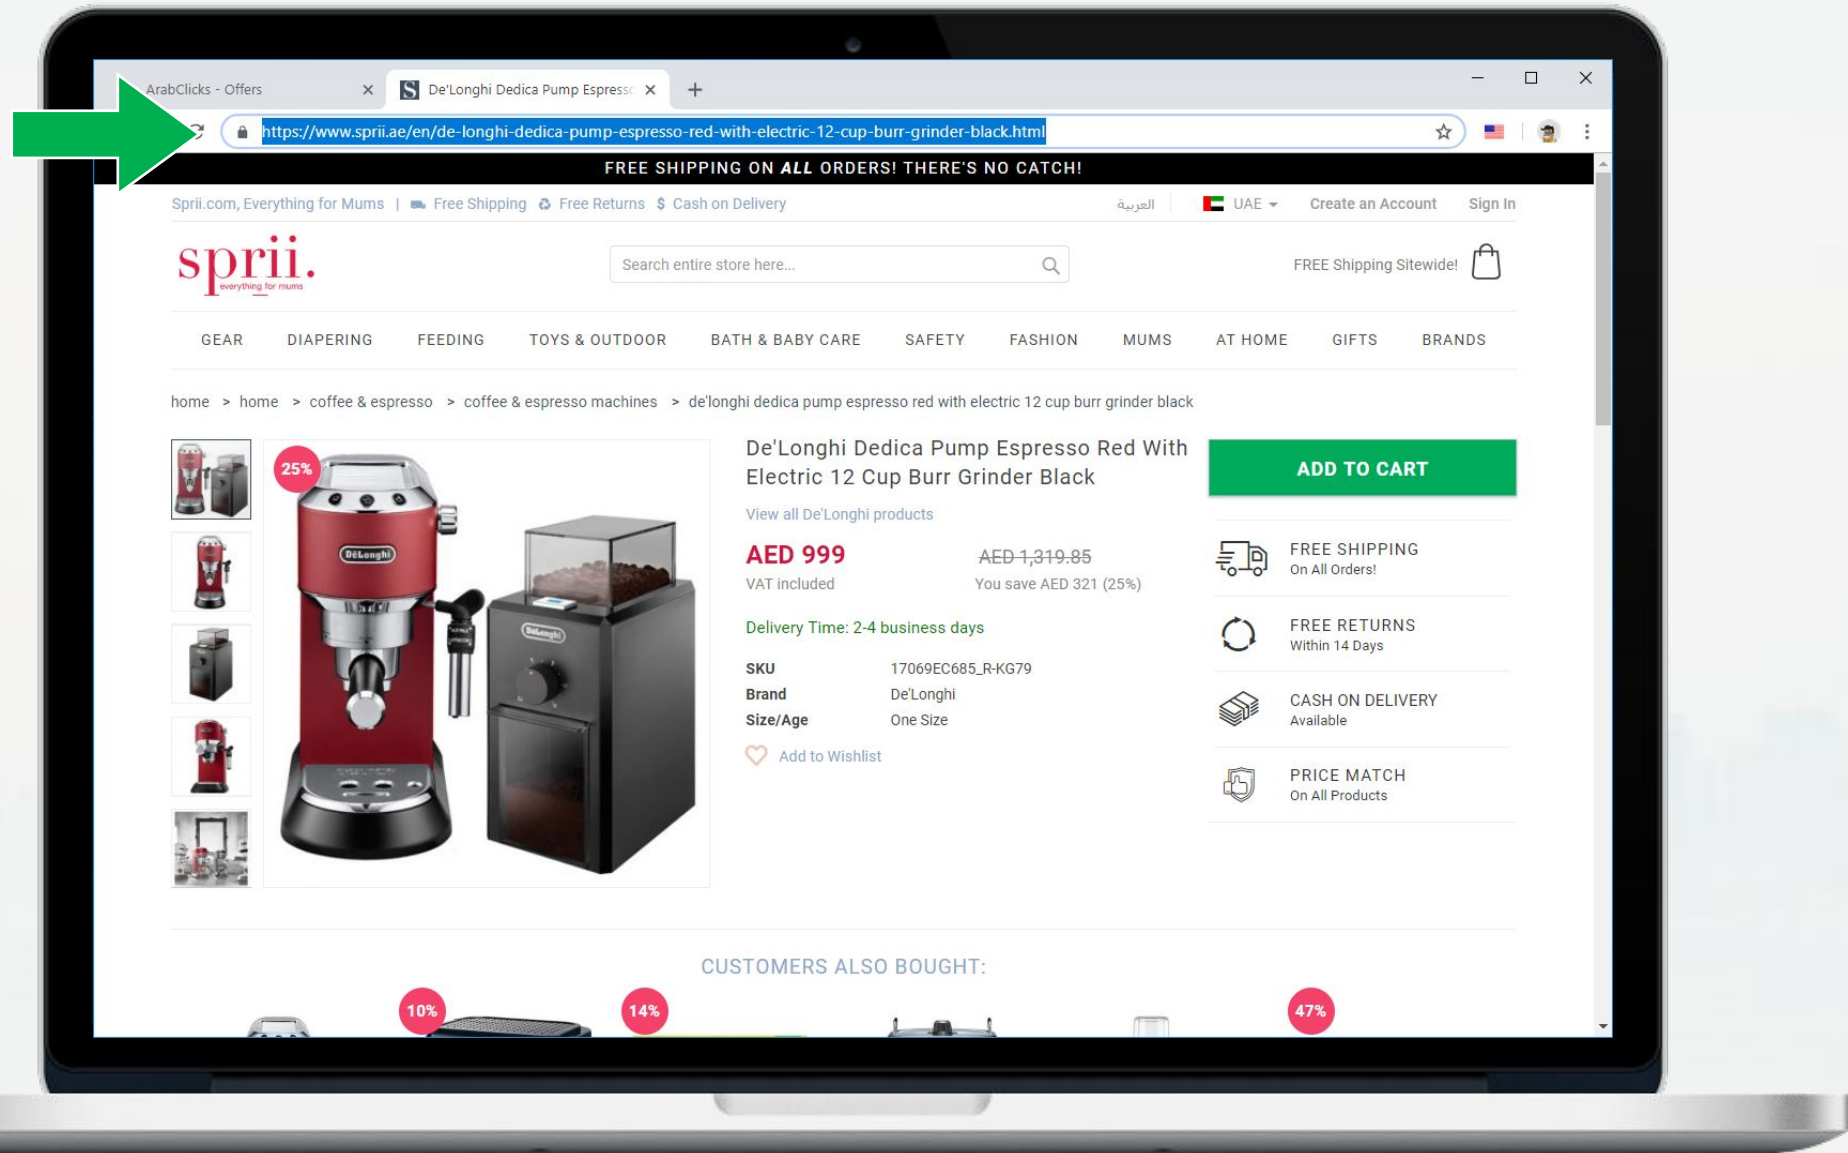 ArabClicks - Offers
De'Longhi Dedica Pump Espresso
https://www.sprii.ae/en/de-longhi-dedica-pump-espresso-red-with-electric-12-cup-burr-grinder-black.html
FREE SHIPPING ON ALL ORDERS! THERE'S NO CATCH!
Sprii.com, Everything for Mums | Free Shipping Free Returns $ Cash on Delivery
العربية
UAE
Create an Account
Sign In
sprii.
everything for mums
Search entire store here...
FREE Shipping Sitewide!
GEAR DIAPERING FEEDING TOYS & OUTDOOR BATH & BABY CARE SAFETY FASHION MUMS AT HOME GIFTS BRANDS
home > home > coffee & espresso > coffee & espresso machines > de'longhi dedica pump espresso red with electric 12 cup burr grinder black
25%
DeLonghi
DeLonghi
De'Longhi Dedica Pump Espresso Red With
Electric 12 Cup Burr Grinder Black
View all De'Longhi products
AED 999 AED 1,319.85
VAT included You save AED 321 (25%)
Delivery Time: 2-4 business days
SKU 17069EC685_R-KG79
Brand De'Longhi
Size/Age One Size
Add to Wishlist
ADD TO CART
FREE SHIPPING
On All Orders!
FREE RETURNS
Within 14 Days
CASH ON DELIVERY
Available
PRICE MATCH
On All Products
CUSTOMERS ALSO BOUGHT:
10%
14%
47%